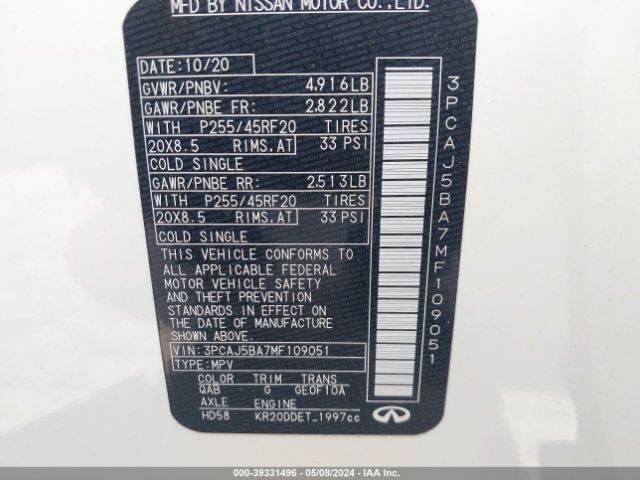 MFD BY NISSAN MOTOR CO.,LTD.
DATE:10/20
GVWR/PNBV: 4.916LB
GAWR/PNBE FR: 2.822LB
WITH P255/45RF20 TIRES
20X8.5 RIMS.AT 33 PSI
COLD SINGLE
GAWR/PNBE RR: 2.513LB
WITH P255/45RF20 TIRES
20X8.5 RIMS.AT 33 PSI
COLD SINGLE
THIS VEHICLE CONFORMS TO
ALL APPLICABLE FEDERAL
MOTOR VEHICLE SAFETY
AND THEFT PREVENTION
STANDARDS IN EFFECT ON
THE DATE OF MANUFACTURE
SHOWN ABOVE.
VIN:3PCAJ5BA7MF109051
TYPE:MPV
COLOR TRIM TRANS
QAB G GE0F10A
AXLE ENGINE
HD58 KR20DDET_1997cc
3PCAJ5BA7MF109051
000-39331496 - 05/08/2024 - IAAI.COM